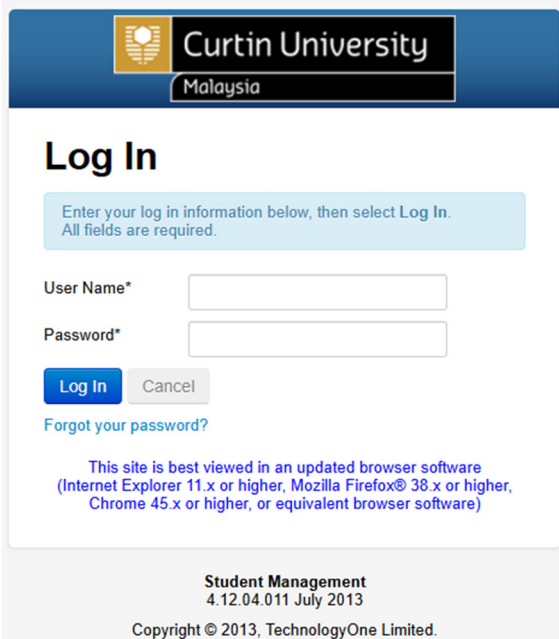 Curtin University
Malaysia
Log In
Enter your log in information below, then select Log In.
All fields are required.
User Name*
Password*
Log In Cancel
Forgot your password?
This site is best viewed in an updated browser software
(Internet Explorer 11.x or higher, Mozilla Firefox® 38.x or higher,
Chrome 45.x or higher, or equivalent browser software)
Student Management
4.12.04.011 July 2013
Copyright © 2013, TechnologyOne Limited.